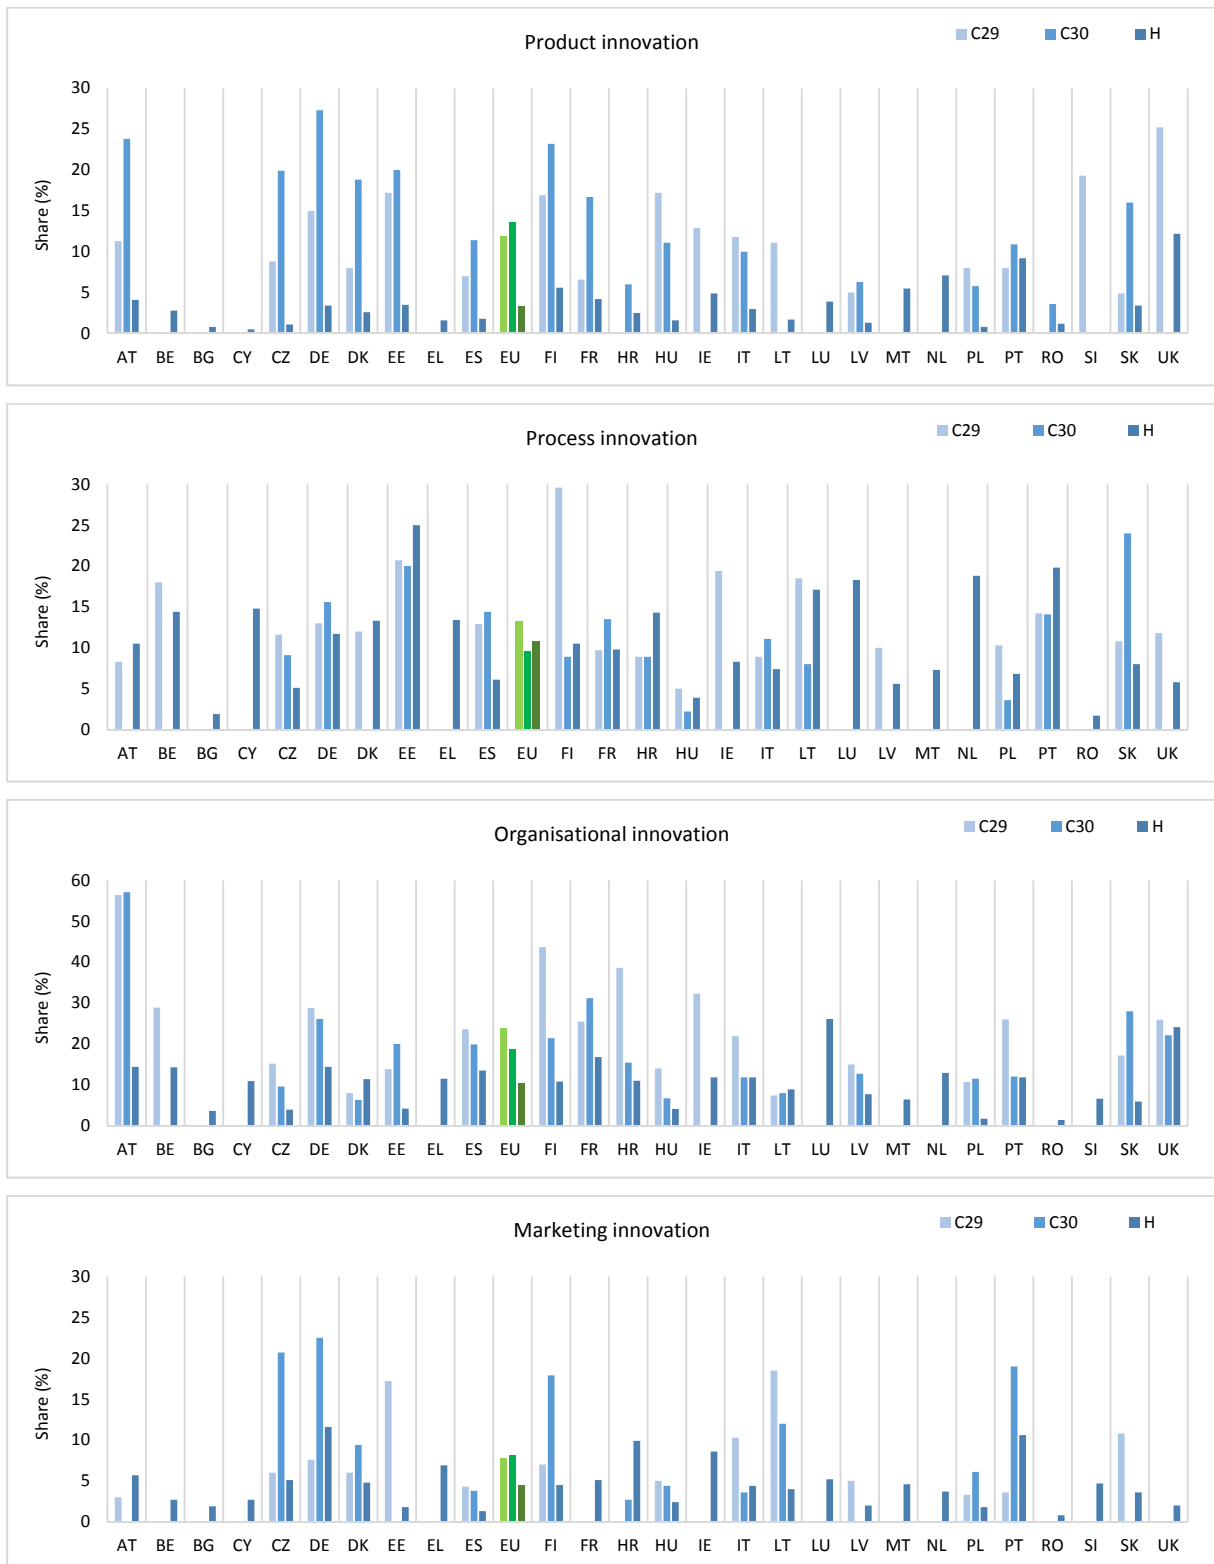 Product innovation
C29 C30 H
30
25
20
15
10
5
0
Share (%)
AT BE BG CY CZ DE DK EE EL ES EU FI FR HR HU IE IT LT LU LV MT NL PL PT RO SI SK UK
Process innovation
C29 C30 H
30
25
20
15
10
5
0
Share (%)
AT BE BG CY CZ DE DK EE EL ES EU FI FR HR HU IE IT LT LU LV MT NL PL PT RO SK UK
Organisational innovation
C29 C30 H
60
50
40
30
20
10
0
Share (%)
AT BE BG CY CZ DE DK EE EL ES EU FI FR HR HU IE IT LT LU LV MT NL PL PT RO SI SK UK
Marketing innovation
C29 C30 H
30
25
20
15
10
5
0
Share (%)
AT BE BG CY CZ DE DK EE EL ES EU FI FR HR HU IE IT LT LU LV MT NL PL PT RO SI SK UK